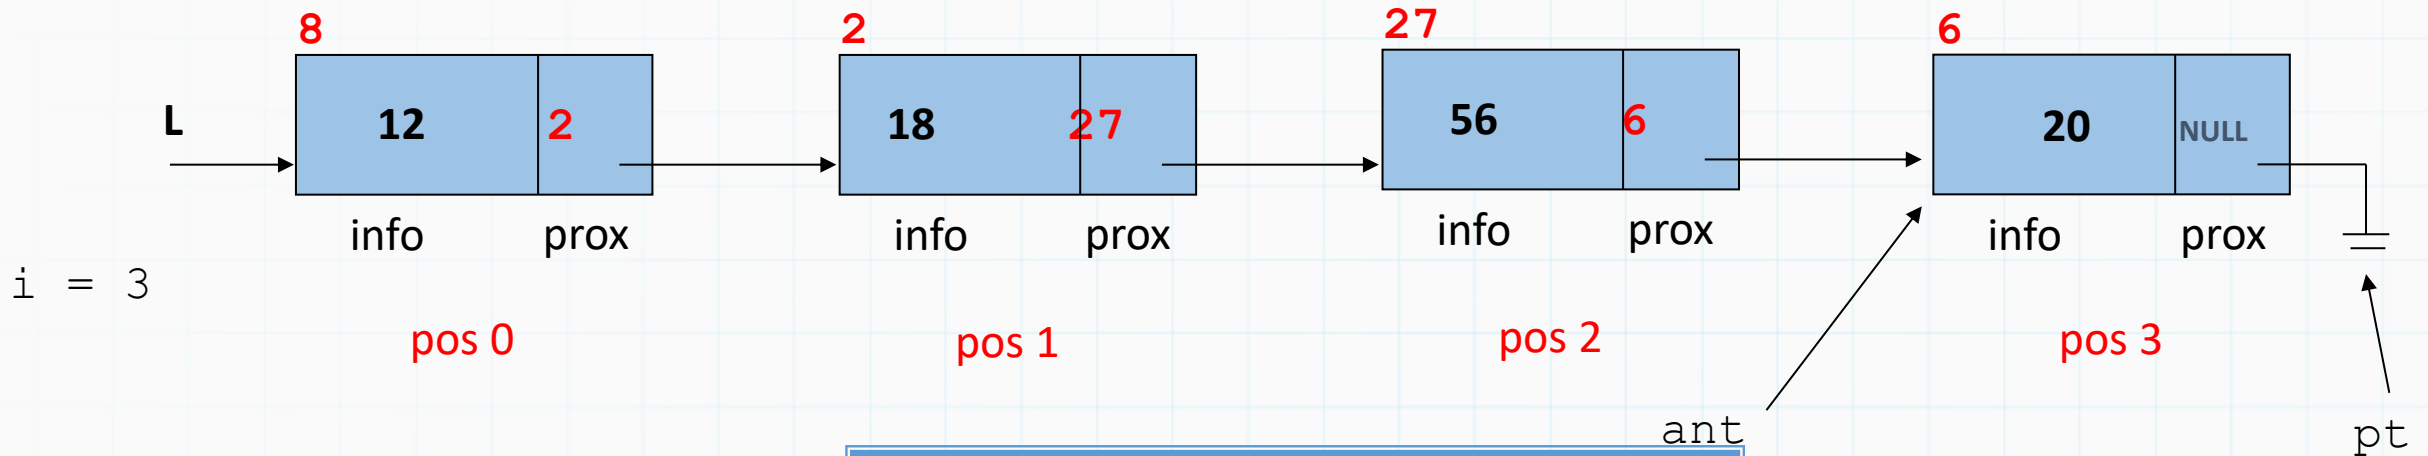 8 2 27 6
L 12 2 18 27 56 6 20 NULL
info prox info prox info prox info prox
i = 3
pos 0 pos 1 pos 2 pos 3
ant pt